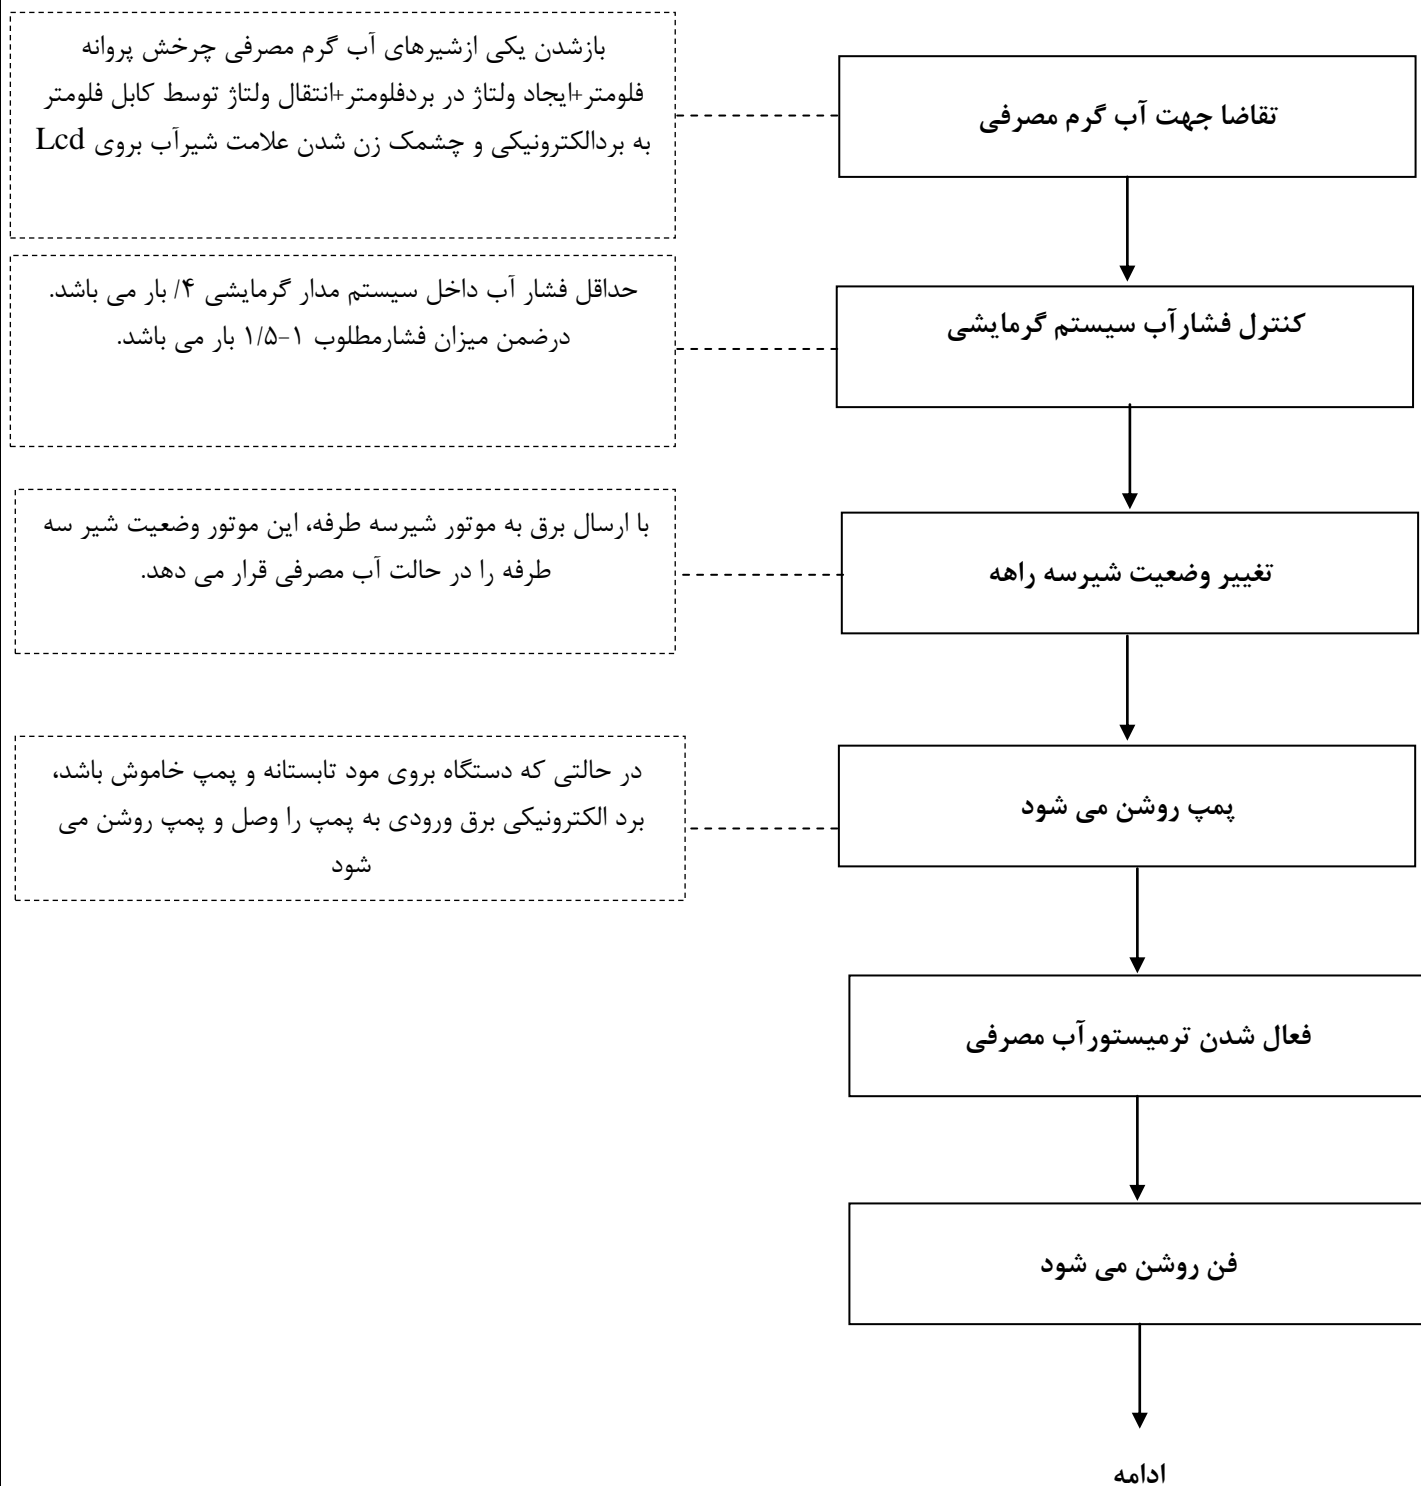 تقاضا جهت آب گرم مصرفی
بازشدن یکی ازشیرهای آب گرم مصرفی چرخش پروانه
فلومتر+ایجاد ولتاژ در بردفلومتر+انتقال ولتاژ توسط کابل فلومتر
به بردالکترونیکی و چشمک زن شدن علامت شیرآب بروی Lcd
کنترل فشارآب سیستم گرمایشی
حداقل فشار آب داخل سیستم مدار گرمایشی ۴/ بار می باشد.
درضمن میزان فشارمطلوب ۱-۱/۵ بار می باشد.
تغییر وضعیت شیرسه راهه
با ارسال برق به موتور شیرسه طرفه، این موتور وضعیت شیر سه
طرفه را در حالت آب مصرفی قرار می دهد.
پمپ روشن می شود
در حالتی که دستگاه بروی مود تابستانه و پمپ خاموش باشد،
برد الکترونیکی برق ورودی به پمپ را وصل و پمپ روشن می
شود
فعال شدن ترمیستورآب مصرفی
فن روشن می شود
ادامه